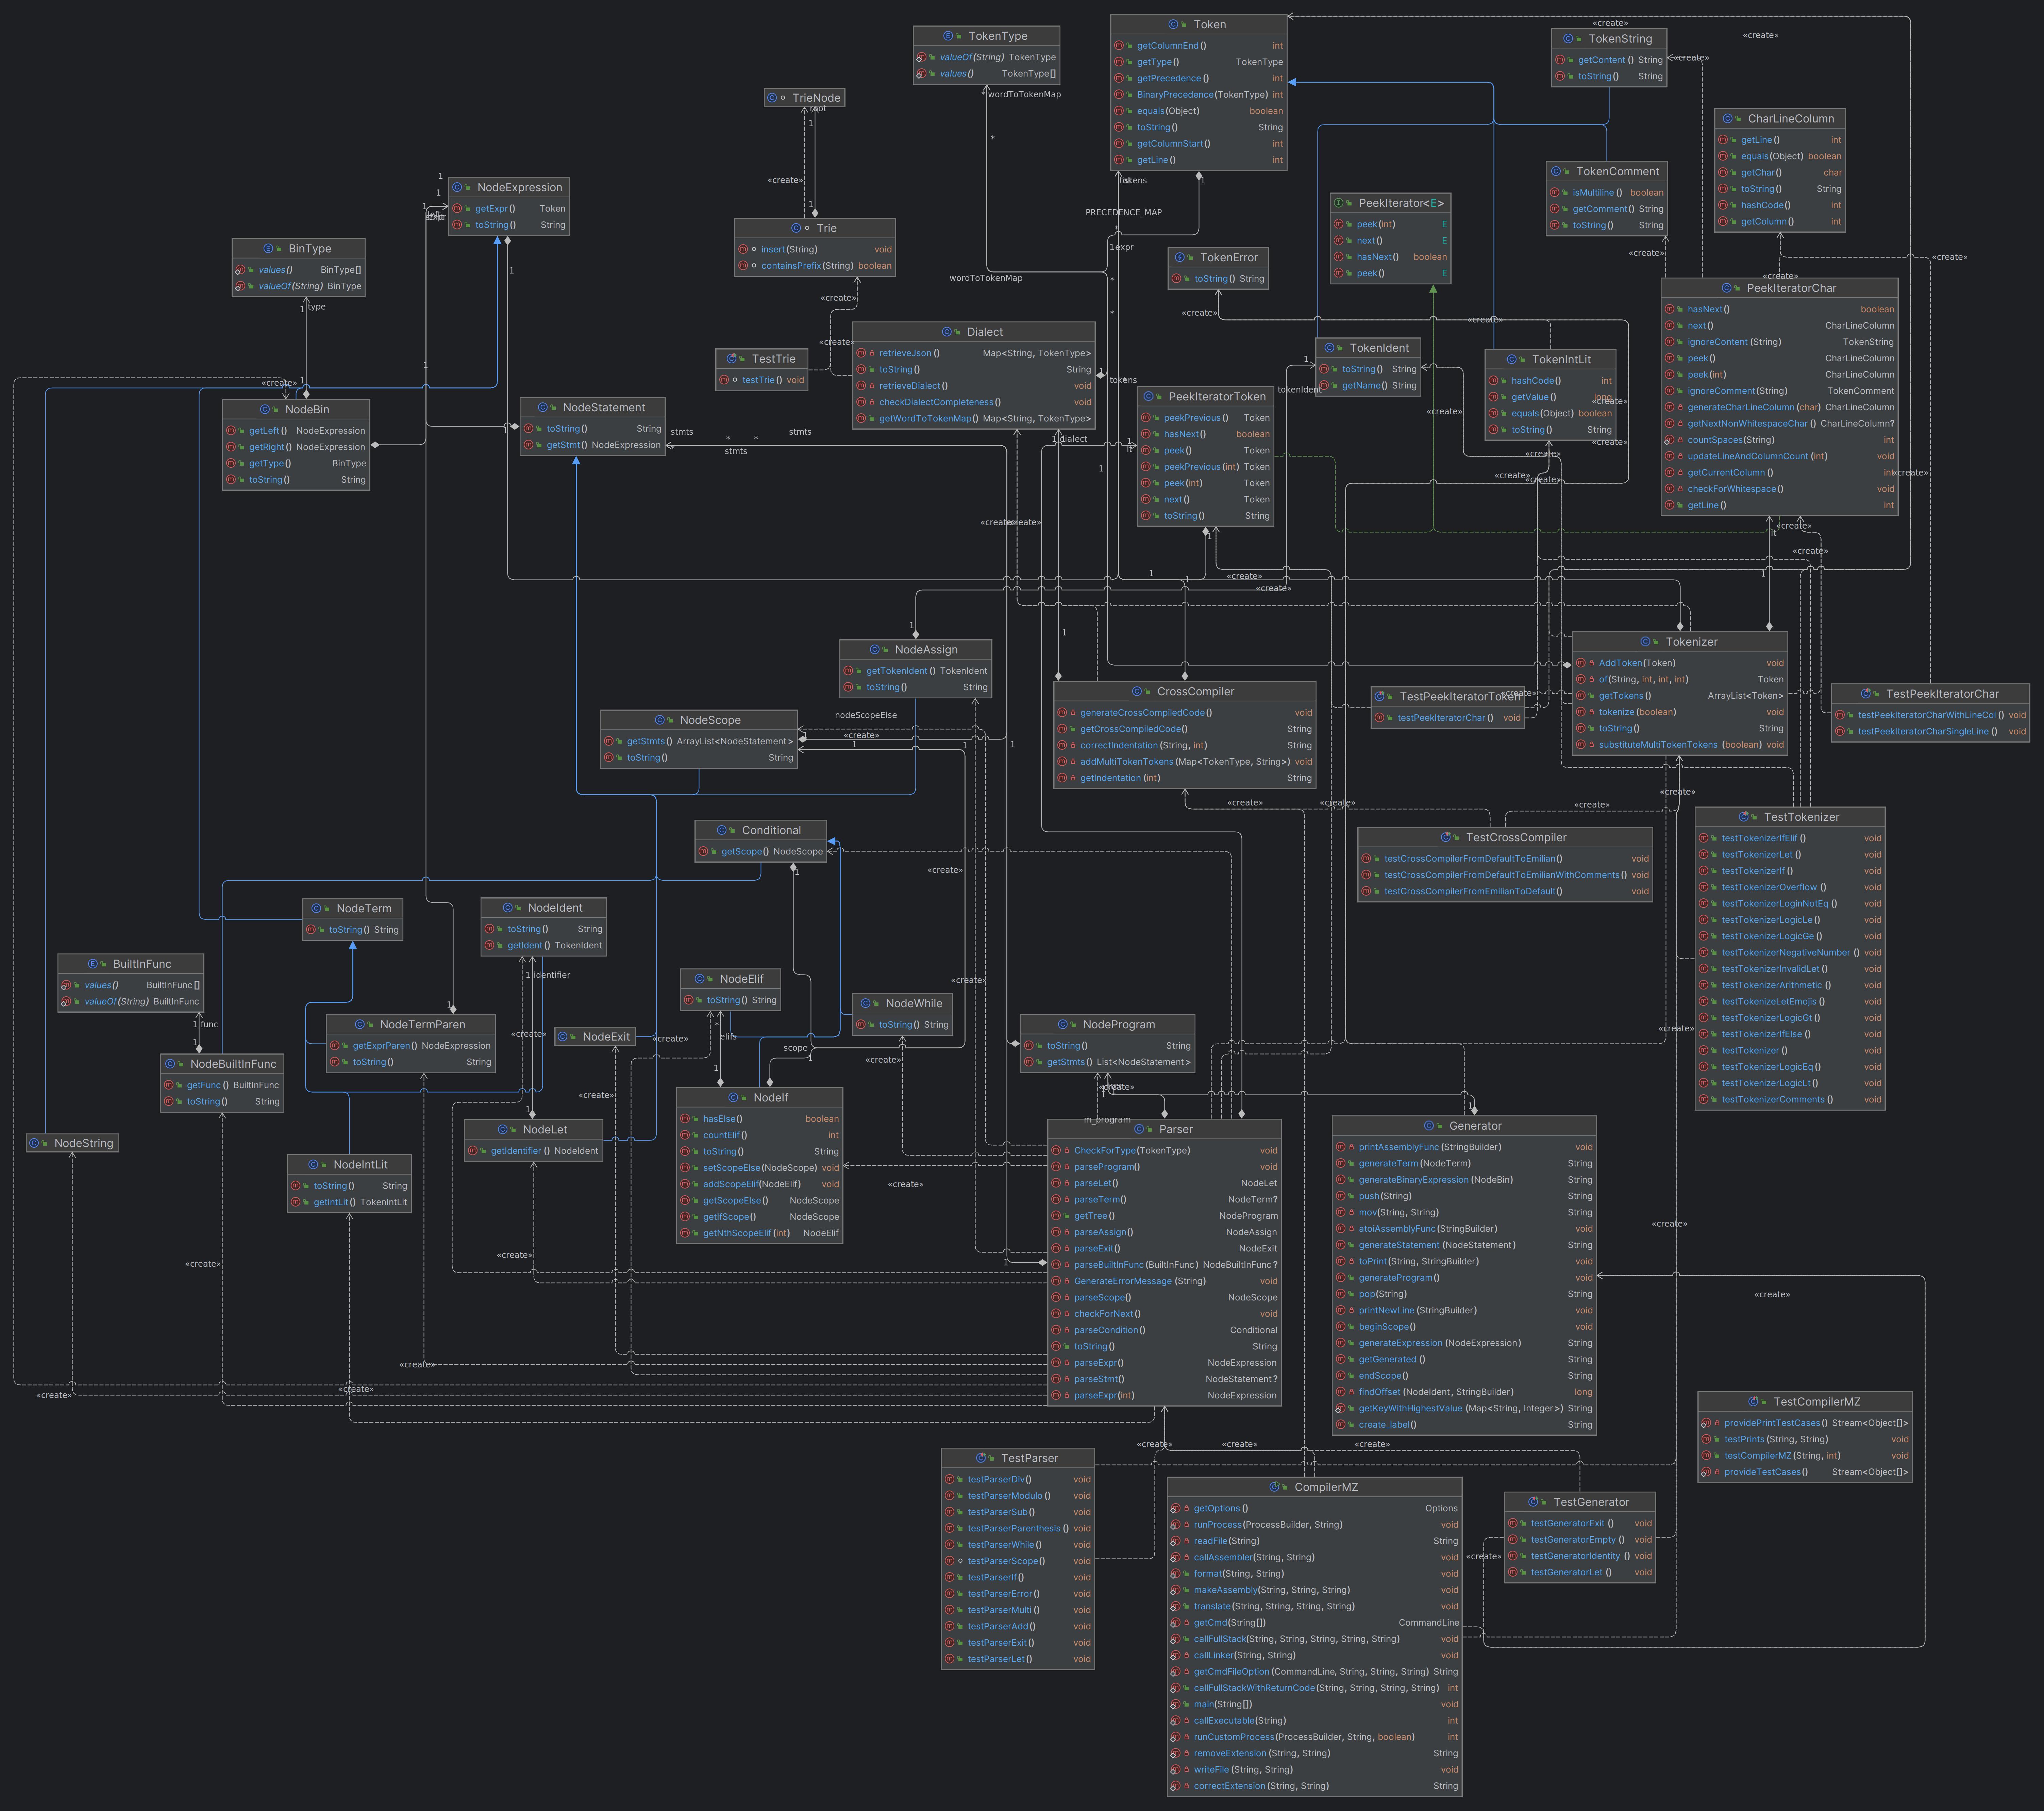 Token
getColumnEnd() int
getType() TokenType
getPrecedence() int
BinaryPrecedence(TokenType) int
equals(Object) boolean
toString() String
getColumnStart() int
getLine() int
TokenType
valueOf(String) TokenType
values() TokenType[]
TokenString
getContent() String
toString() String
TrieNode
CharLineColumn
getLine() int
equals(Object) boolean
getChar() char
toString() String
hashCode() int
getColumn() int
TokenComment
isMultiline() boolean
getComment() String
toString() String
NodeExpression
getExpr() Token
toString() String
PeekIterator<E>
peek(int) E
next() E
hasNext() boolean
peek() E
Trie
insert(String) void
containsPrefix(String) boolean
BinType
values() BinType[]
valueOf(String) BinType
TokenError
toString() String
PeekIteratorChar
hasNext() boolean
next() CharLineColumn
ignoreContent(String) TokenString
peek() CharLineColumn
peek(int) CharLineColumn
ignoreComment(String) TokenComment
generateCharLineColumn(char) CharLineColumn
getNextNonWhitespaceChar() CharLineColumn?
countSpaces(String) int
updateLineAndColumnCount(int) void
getCurrentColumn() int
checkForWhitespace() void
getLine() int
Dialect
retrieveJson() Map<String, TokenType>
toString() String
retrieveDialect() void
checkDialectCompleteness() void
getWordToTokenMap() Map<String, TokenType>
TestTrie
testTrie() void
TokenIdent
toString() String
getName() String
TokenIntLit
hashCode() int
getValue() long
equals(Object) boolean
toString() String
PeekIteratorToken
peekPrevious() Token
hasNext() boolean
peek() Token
peekPrevious(int) Token
peek(int) Token
next() Token
toString() String
NodeBin
getLeft() NodeExpression
getRight() NodeExpression
getType() BinType
toString() String
NodeStatement
toString() String
getStmt() NodeExpression
Tokenizer
AddToken(Token) void
of(String, int, int, int) Token
getTokens() ArrayList<Token>
tokenize(boolean) void
toString() String
substituteMultiTokenTokens(boolean) void
NodeAssign
getTokenIdent() TokenIdent
toString() String
CrossCompiler
generateCrossCompiledCode() void
getCrossCompiledCode() String
correctIndentation(String, int) String
addMultiTokenTokens(Map<TokenType, String>) void
getIndentation(int) String
TestPeekIteratorToken
testPeekIteratorChar() void
TestPeekIteratorChar
testPeekIteratorCharWithLineCol() void
testPeekIteratorCharSingleLine() void
NodeScope
getStmts() ArrayList<NodeStatement>
toString() String
TestTokenizer
testTokenizerIfElif() void
testTokenizerLet() void
testTokenizerIf() void
testTokenizerOverflow() void
testTokenizerLoginNotEq() void
testTokenizerLogicLe() void
testTokenizerLogicGe() void
testTokenizerNegativeNumber() void
testTokenizerInvalidLet() void
testTokenizerArithmetic() void
testTokenizeLetEmojis() void
testTokenizerLogicGt() void
testTokenizerIfElse() void
testTokenizer() void
testTokenizerLogicEq() void
testTokenizerLogicLt() void
testTokenizerComments() void
Conditional
getScope() NodeScope
TestCrossCompiler
testCrossCompilerFromDefaultToEmilian() void
testCrossCompilerFromDefaultToEmilianWithComments() void
testCrossCompilerFromEmilianToDefault() void
NodeTerm
toString() String
NodeIdent
toString() String
getIdent() TokenIdent
BuiltInFunc
values() BuiltInFunc[]
valueOf(String) BuiltInFunc
NodeElif
toString() String
NodeWhile
toString() String
NodeTermParen
getExprParen() NodeExpression
toString() String
NodeExit
NodeProgram
toString() String
getStmts() List<NodeStatement>
NodeBuiltInFunc
getFunc() BuiltInFunc
toString() String
NodeIf
hasElse() boolean
countElif() int
toString() String
setScopeElse(NodeScope) void
addScopeElif(NodeElif) void
getScopeElse() NodeScope
getIfScope() NodeScope
getNthScopeElif(int) NodeElif
NodeString
NodeLet
getIdentifier() NodeIdent
NodeIntLit
toString() String
getIntLit() TokenIntLit
Parser
CheckForType(TokenType) void
parseProgram() void
parseLet() NodeLet
parseTerm() NodeTerm?
getTree() NodeProgram
parseAssign() NodeAssign
parseExit() NodeExit
parseBuiltInFunc(BuiltInFunc) NodeBuiltInFunc?
GenerateErrorMessage(String) void
parseScope() NodeScope
checkForNext() void
parseCondition() Conditional
toString() String
parseExpr() NodeExpression
parseStmt() NodeStatement?
parseExpr(int) NodeExpression
Generator
printAssemblyFunc(StringBuilder) void
generateTerm(NodeTerm) String
generateBinaryExpression(NodeBin) String
push(String) String
mov(String, String) String
atoiAssemblyFunc(StringBuilder) void
generateStatement(NodeStatement) String
toPrint(String, StringBuilder) void
generateProgram() void
pop(String) String
printNewLine(StringBuilder) void
beginScope() void
generateExpression(NodeExpression) String
getGenerated() String
endScope() String
findOffset(NodeIdent, StringBuilder) long
getKeyWithHighestValue(Map<String, Integer>) String
create_label() String
TestCompilerMZ
providePrintTestCases() Stream<Object[]>
testPrints(String, String) void
testCompilerMZ(String, int) void
provideTestCases() Stream<Object[]>
TestParser
testParserDiv() void
testParserModulo() void
testParserSub() void
testParserParenthesis() void
testParserWhile() void
testParserScope() void
testParserIf() void
testParserError() void
testParserMulti() void
testParserAdd() void
testParserExit() void
testParserLet() void
CompilerMZ
getOptions() Options
runProcess(ProcessBuilder, String) void
readFile(String) String
callAssembler(String, String) void
format(String, String) void
makeAssembly(String, String, String) void
translate(String, String, String, String) void
getCmd(String[]) CommandLine
callFullStack(String, String, String, String, String) void
callLinker(String, String) void
getCmdFileOption(CommandLine, String, String, String) String
callFullStackWithReturnCode(String, String, String, String) int
main(String[]) void
callExecutable(String) int
runCustomProcess(ProcessBuilder, String, boolean) int
removeExtension(String, String) String
writeFile(String, String) void
correctExtension(String, String) String
TestGenerator
testGeneratorExit() void
testGeneratorEmpty() void
testGeneratorIdentity() void
testGeneratorLet() void
«create»
wordToTokenMap
PRECEDENCE_MAP
expr
wordToTokenMap
type
tokens
dialect
tokenIdent
stmts
stmts
stmts
it
nodeScopeElse
identifier
func
elifs
scope
m_program